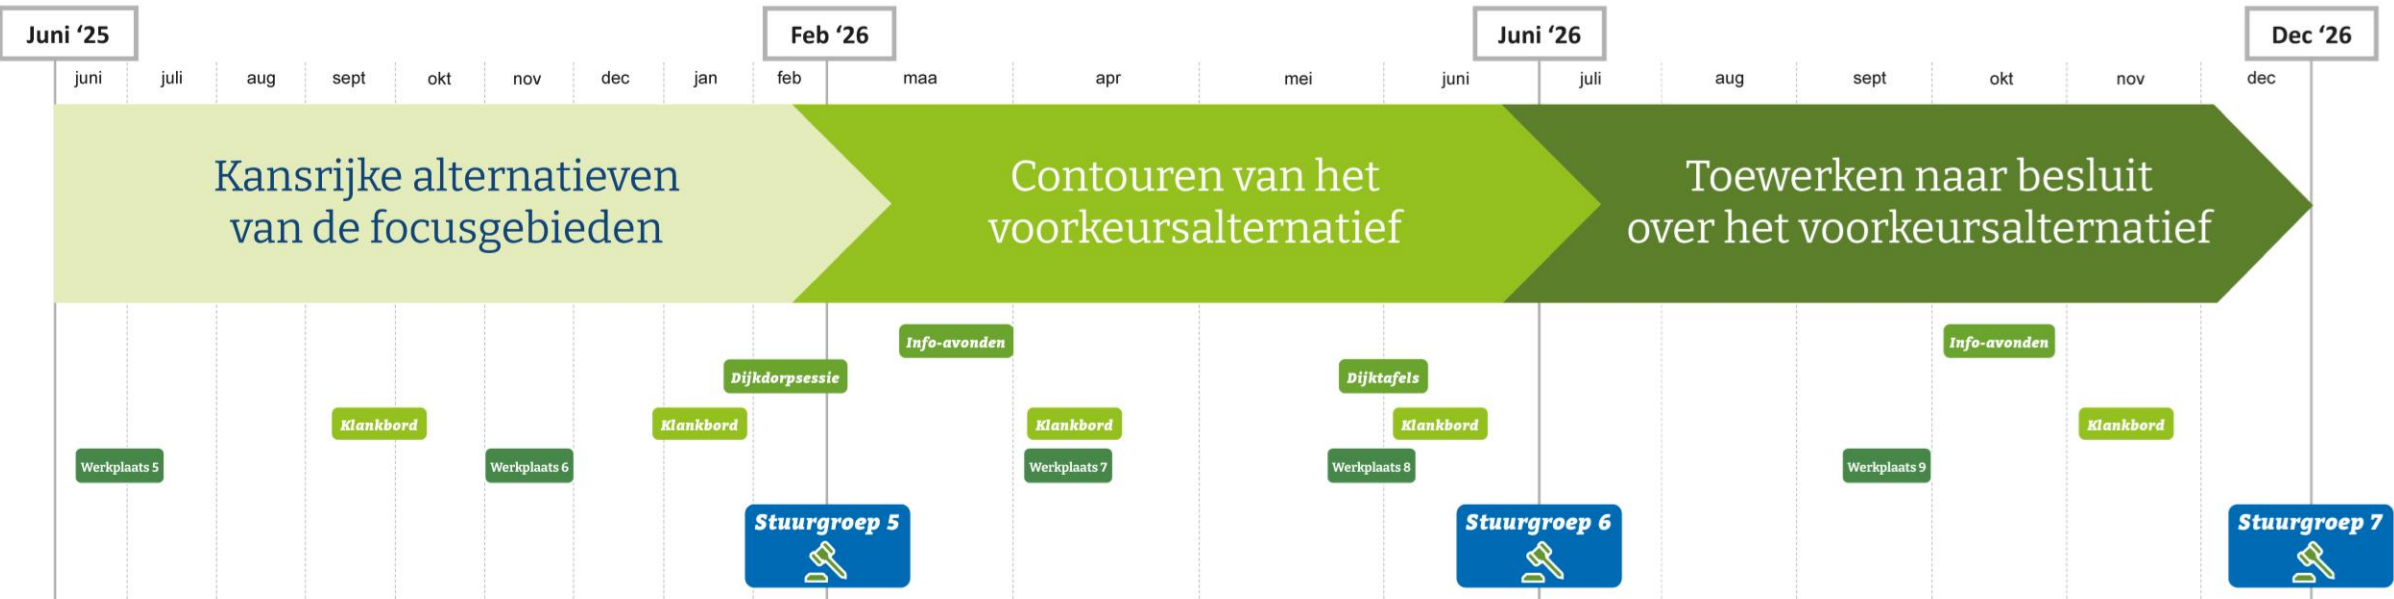 Juni ‘25
Feb ‘26
Juni ‘26
Dec ‘26
juni juli aug sept okt nov dec jan feb maa apr mei juni juli aug sept okt nov dec
Kansrijke alternatieven
van de focusgebieden
Contouren van het
voorkeursalternatief
Toewerken naar besluit
over het voorkeursalternatief
Info-avonden
Info-avonden
Dijkdorpsessie
Dijktafels
Klankbord
Klankbord
Klankbord
Klankbord
Klankbord
Werkplaats 5
Werkplaats 6
Werkplaats 7
Werkplaats 8
Werkplaats 9
Stuurgroep 5
Stuurgroep 6
Stuurgroep 7